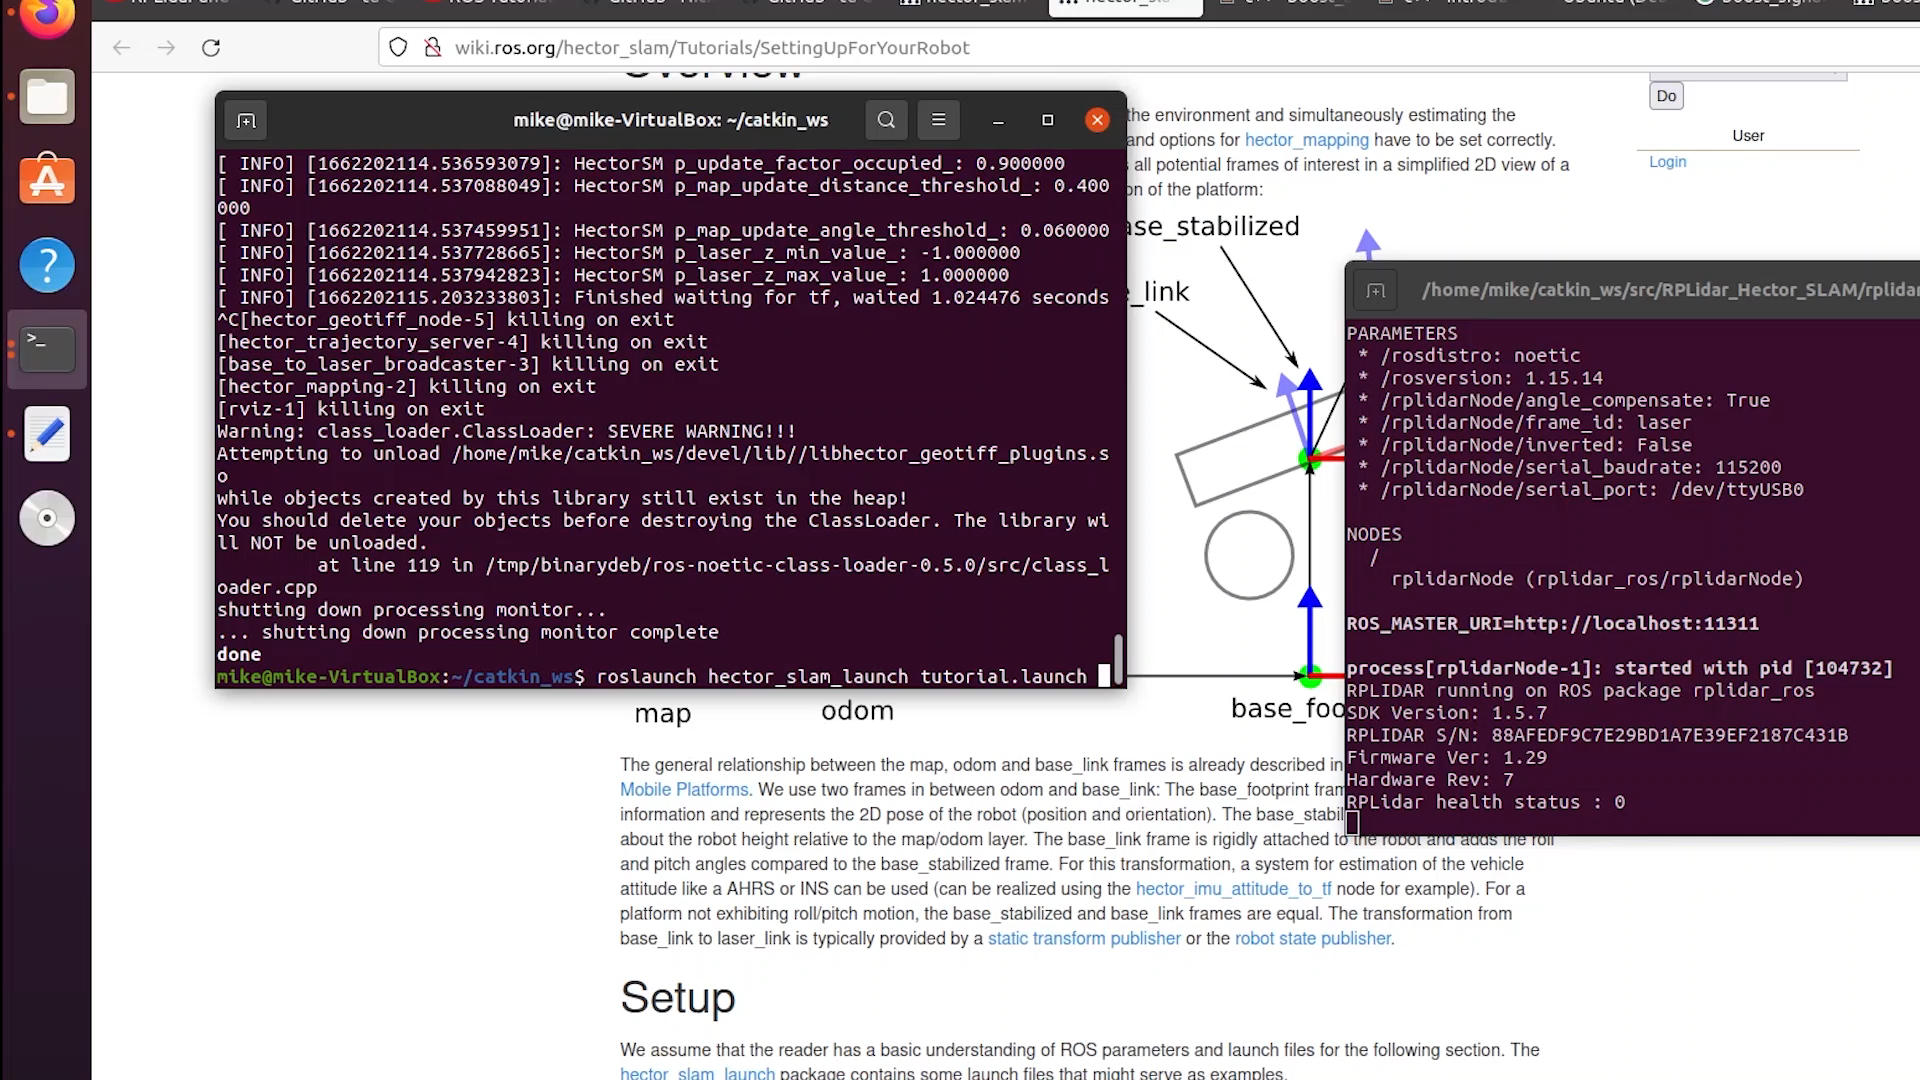 wiki.ros.org/hector_slam/Tutorials/SettingUpForYourRobot
Overview
Do
User
Login
the environment and simultaneously estimating the
and options for hector_mapping have to be set correctly.
all potential frames of interest in a simplified 2D view of a
on of the platform:
ase_stabilized
_link
mike@mike-VirtualBox: ~/catkin_ws
[ INFO] [1662202114.536593079]: HectorSM p_update_factor_occupied_: 0.900000
[ INFO] [1662202114.537088049]: HectorSM p_map_update_distance_threshold_: 0.400
000
[ INFO] [1662202114.537459951]: HectorSM p_map_update_angle_threshold_: 0.060000
[ INFO] [1662202114.537728665]: HectorSM p_laser_z_min_value_: -1.000000
[ INFO] [1662202114.537942823]: HectorSM p_laser_z_max_value_: 1.000000
[ INFO] [1662202115.203233803]: Finished waiting for tf, waited 1.024476 seconds
^C[hector_geotiff_node-5] killing on exit
[hector_trajectory_server-4] killing on exit
[base_to_laser_broadcaster-3] killing on exit
[hector_mapping-2] killing on exit
[rviz-1] killing on exit
Warning: class_loader.ClassLoader: SEVERE WARNING!!!
Attempting to unload /home/mike/catkin_ws/devel/lib//libhector_geotiff_plugins.s
o
while objects created by this library still exist in the heap!
You should delete your objects before destroying the ClassLoader. The library wi
ll NOT be unloaded.
at line 119 in /tmp/binarydeb/ros-noetic-class-loader-0.5.0/src/class_l
oader.cpp
shutting down processing monitor...
... shutting down processing monitor complete
done
mike@mike-VirtualBox:~/catkin_ws$ roslaunch hector_slam_launch tutorial.launch
/home/mike/catkin_ws/src/RPLidar_Hector_SLAM/rplidar
PARAMETERS
* /rosdistro: noetic
* /rosversion: 1.15.14
* /rplidarNode/angle_compensate: True
* /rplidarNode/frame_id: laser
* /rplidarNode/inverted: False
* /rplidarNode/serial_baudrate: 115200
* /rplidarNode/serial_port: /dev/ttyUSB0
NODES
/
rplidarNode (rplidar_ros/rplidarNode)
ROS_MASTER_URI=http://localhost:11311
process[rplidarNode-1]: started with pid [104732]
RPLIDAR running on ROS package rplidar_ros
SDK Version: 1.5.7
RPLIDAR S/N: 88AFEDF9C7E29BD1A7E39EF2187C431B
Firmware Ver: 1.29
Hardware Rev: 7
RPLidar health status : 0
map
odom
base_foo
The general relationship between the map, odom and base_link frames is already described in
Mobile Platforms. We use two frames in between odom and base_link: The base_footprint fram
information and represents the 2D pose of the robot (position and orientation). The base_stabil
about the robot height relative to the map/odom layer. The base_link frame is rigidly attached to the robot and adds the roll
and pitch angles compared to the base_stabilized frame. For this transformation, a system for estimation of the vehicle
attitude like a AHRS or INS can be used (can be realized using the hector_imu_attitude_to_tf node for example). For a
platform not exhibiting roll/pitch motion, the base_stabilized and base_link frames are equal. The transformation from
base_link to laser_link is typically provided by a static transform publisher or the robot state publisher.
Setup
We assume that the reader has a basic understanding of ROS parameters and launch files for the following section. The
hector_slam_launch package contains some launch files that might serve as examples.